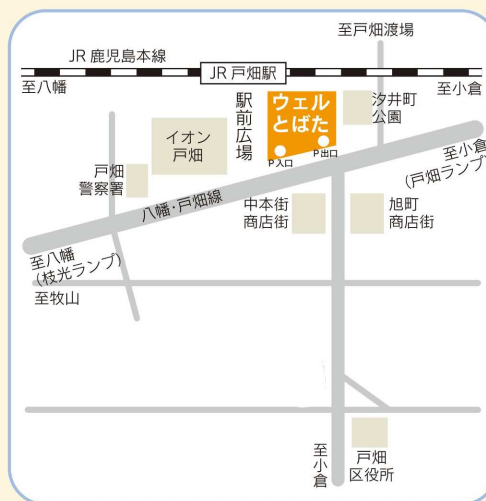 至戸畑渡場
JR 鹿児島本線
JR 戸畑駅
至八幡
至小倉
駅前広場
ウェル
とばた
汐井町
公園
イオン
戸畑
P入口
P出口
戸畑
警察署
至小倉
(戸畑ランプ)
八幡・戸畑線
中本街
商店街
旭町
商店街
至八幡
(枝光ランプ)
至牧山
至小倉
戸畑
区役所